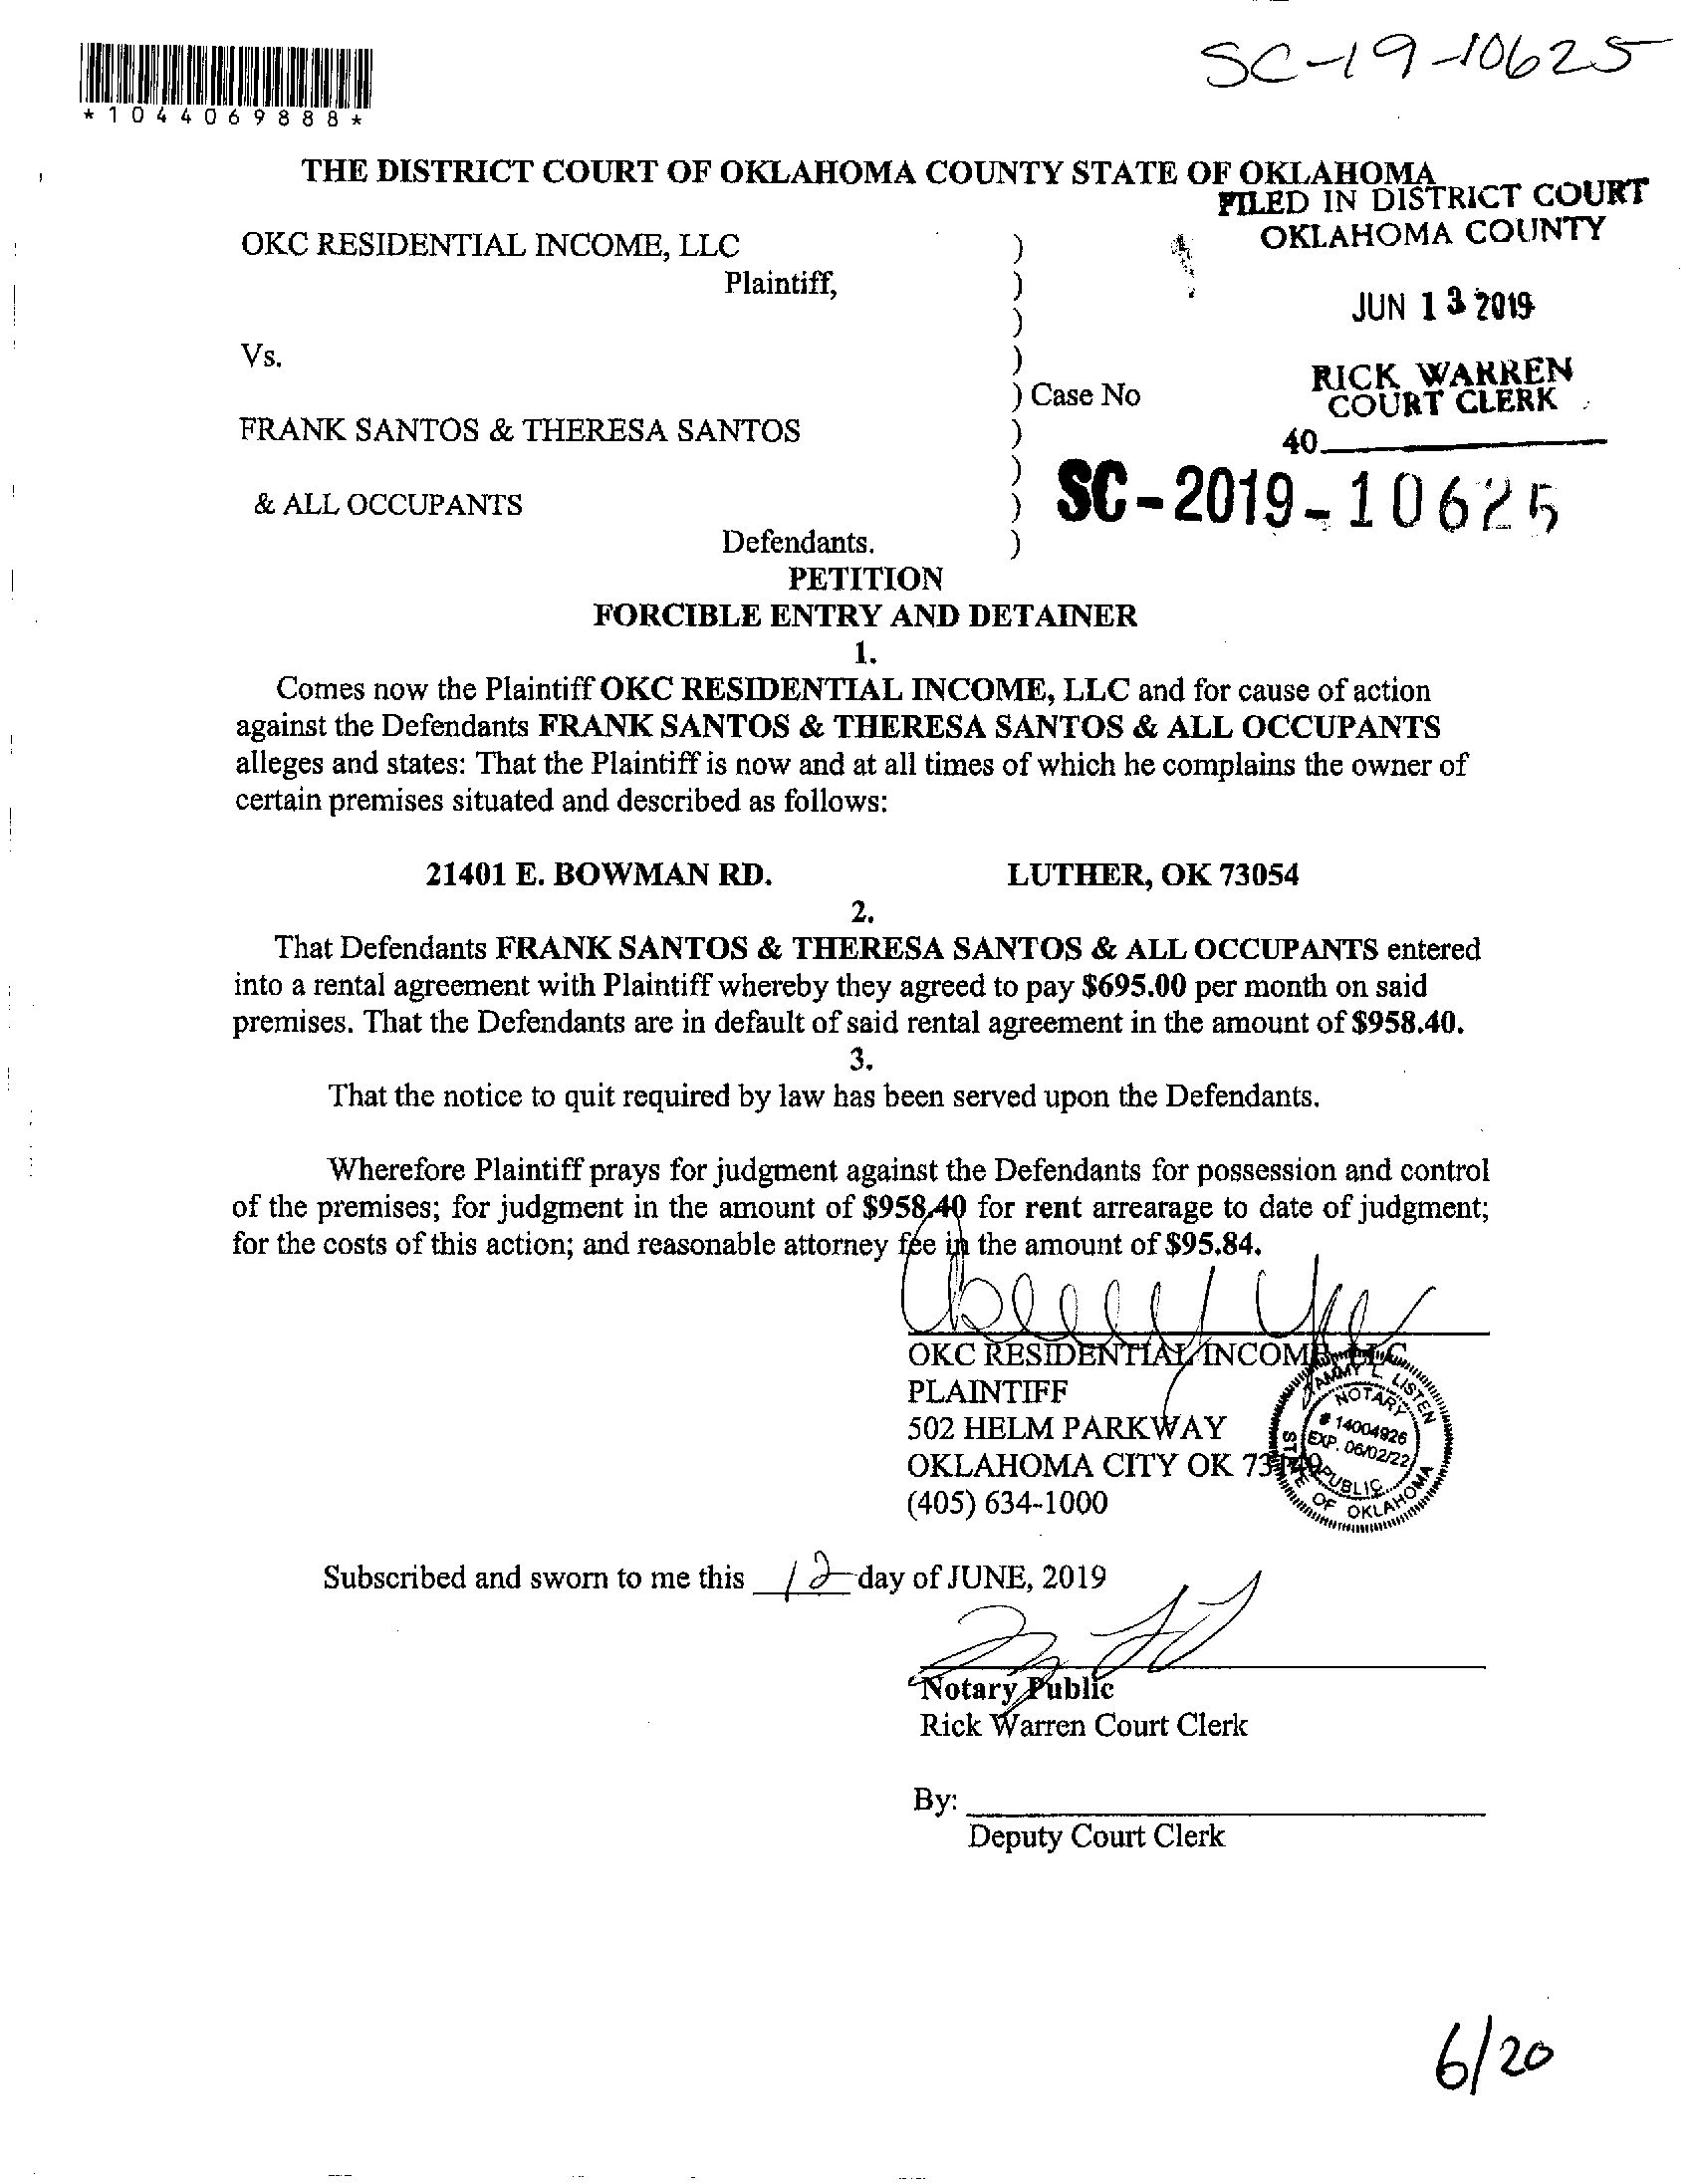 SC-19-10625
*1044069888*
THE DISTRICT COURT OF OKLAHOMA COUNTY STATE OF OKLAHOMA
FILED IN DISTRICT COURT
OKLAHOMA COUNTY
JUN 13 2019
RICK WARREN
COURT CLERK
40
OKC RESIDENTIAL INCOME, LLC )
Plaintiff, )
)
Vs. )
) Case No
FRANK SANTOS & THERESA SANTOS )
)
& ALL OCCUPANTS ) SC-2019-10625
Defendants. )
PETITION
FORCIBLE ENTRY AND DETAINER
1.
Comes now the Plaintiff OKC RESIDENTIAL INCOME, LLC and for cause of action
against the Defendants FRANK SANTOS & THERESA SANTOS & ALL OCCUPANTS
alleges and states: That the Plaintiff is now and at all times of which he complains the owner of
certain premises situated and described as follows:
21401 E. BOWMAN RD. LUTHER, OK 73054
2.
That Defendants FRANK SANTOS & THERESA SANTOS & ALL OCCUPANTS entered
into a rental agreement with Plaintiff whereby they agreed to pay $695.00 per month on said
premises. That the Defendants are in default of said rental agreement in the amount of $958.40.
3.
That the notice to quit required by law has been served upon the Defendants.
Wherefore Plaintiff prays for judgment against the Defendants for possession and control
of the premises; for judgment in the amount of $958.40 for rent arrearage to date of judgment;
for the costs of this action; and reasonable attorney fee in the amount of $95.84.
OKC RESIDENTIAL INCOME, LLC
PLAINTIFF
502 HELM PARKWAY
OKLAHOMA CITY OK 73149
(405) 634-1000
TAMMY L. LISTEN
NOTARY
# 14004926
EXP. 06/02/22
PUBLIC
STATE OF OKLAHOMA
Subscribed and sworn to me this 12 day of JUNE, 2019
Notary Public
Rick Warren Court Clerk
By:
Deputy Court Clerk
6/20